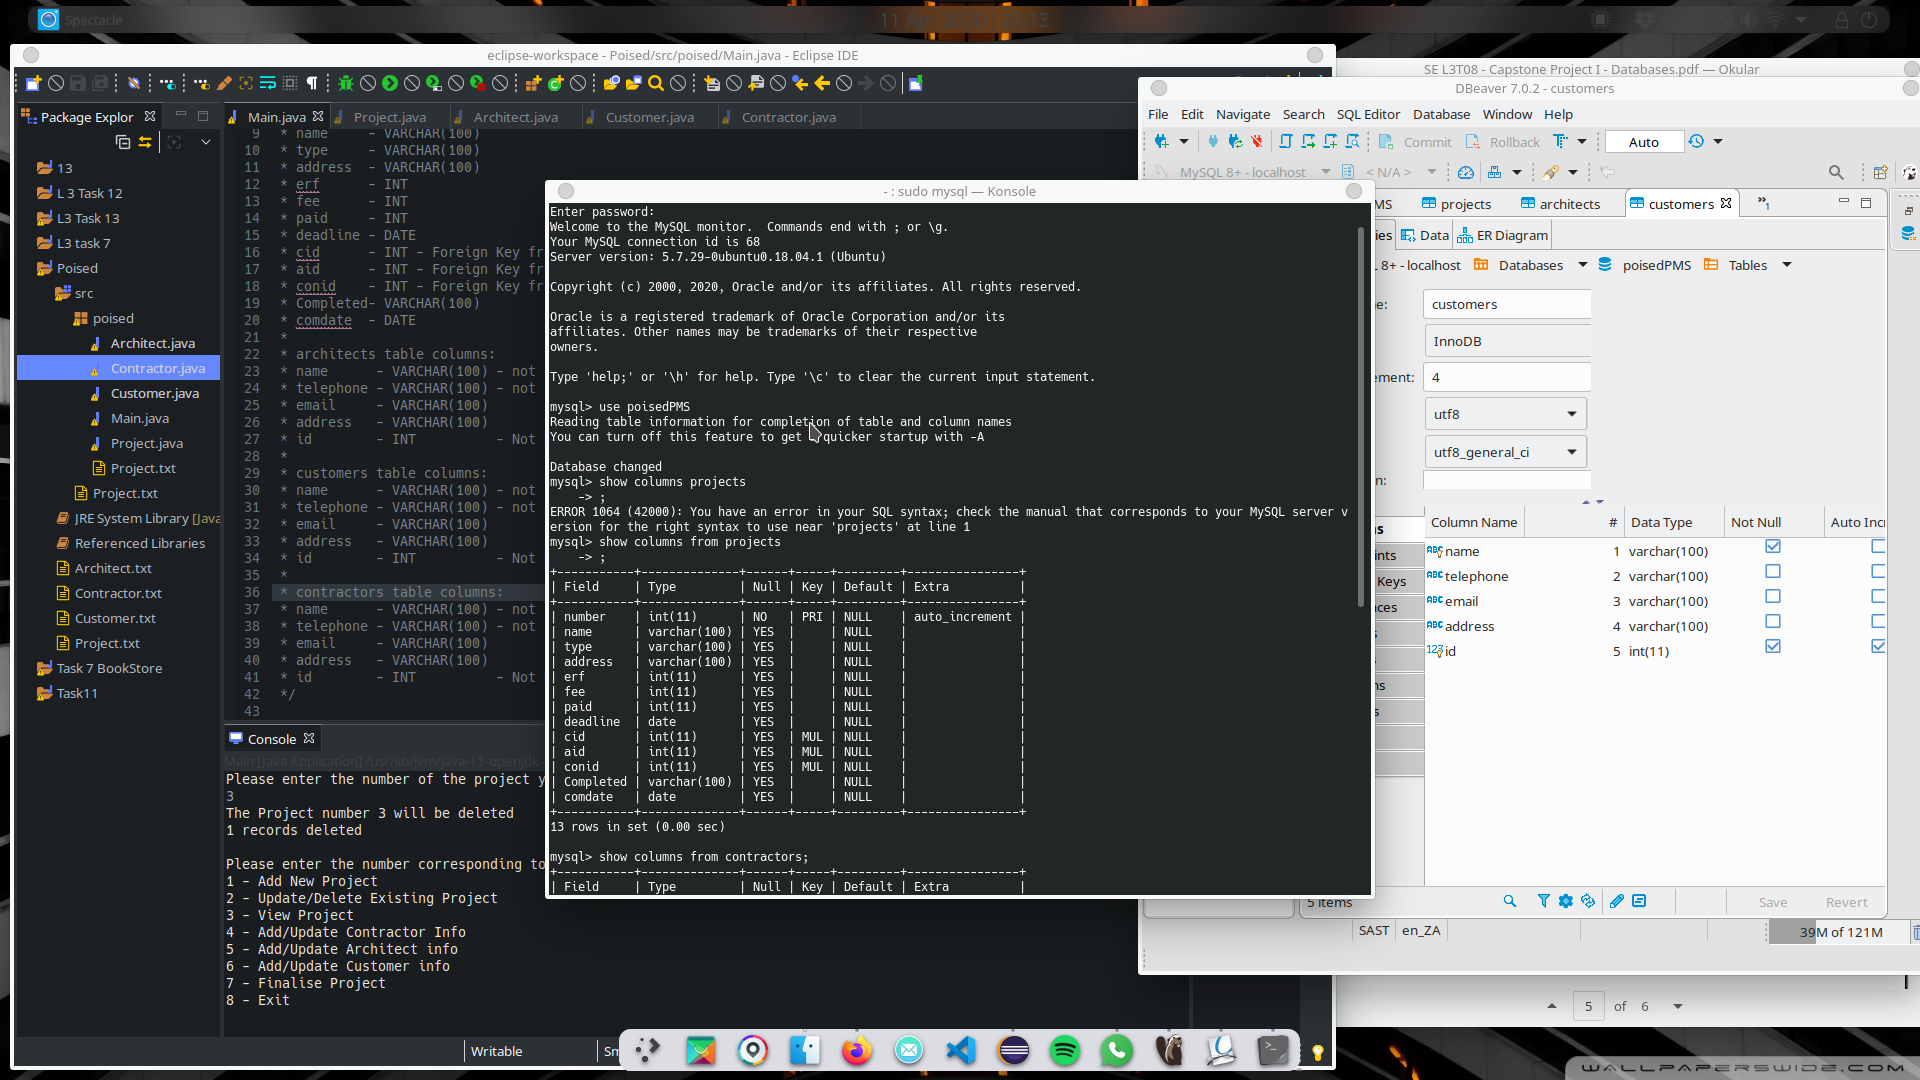 Spectacle
eclipse-workspace - Poised/src/poised/Main.java - Eclipse IDE
Package Explor
13
L 3 Task 12
L3 Task 13
L3 task 7
Poised
src
poised
Architect.java
Contractor.java
Customer.java
Main.java
Project.java
Project.txt
Project.txt
JRE System Library [Java
Referenced Libraries
Architect.txt
Contractor.txt
Customer.txt
Project.txt
Task 7 BookStore
Task11
Main.java
Project.java
Architect.java
Customer.java
Contractor.java
9 * name - VARCHAR(100)
10 * type - VARCHAR(100)
11 * address - VARCHAR(100)
12 * erf - INT
13 * fee - INT
14 * paid - INT
15 * deadline - DATE
16 * cid - INT - Foreign Key fr
17 * aid - INT - Foreign Key fr
18 * conid - INT - Foreign Key fr
19 * Completed- VARCHAR(100)
20 * comdate - DATE
21 *
22 * architects table columns:
23 * name - VARCHAR(100) - not
24 * telephone - VARCHAR(100) - not
25 * email - VARCHAR(100)
26 * address - VARCHAR(100)
27 * id - INT - Not
28 *
29 * customers table columns:
30 * name - VARCHAR(100) - not
31 * telephone - VARCHAR(100) - not
32 * email - VARCHAR(100)
33 * address - VARCHAR(100)
34 * id - INT - Not
35 *
36 * contractors table columns:
37 * name - VARCHAR(100) - not
38 * telephone - VARCHAR(100) - not
39 * email - VARCHAR(100)
40 * address - VARCHAR(100)
41 * id - INT - Not
42 */
43
Console
Main [Java Application] /usr/lib/jvm/java-11-openjdk-
Please enter the number of the project y
3
The Project number 3 will be deleted
1 records deleted
Please enter the number corresponding to
1 - Add New Project
2 - Update/Delete Existing Project
3 - View Project
4 - Add/Update Contractor Info
5 - Add/Update Architect info
6 - Add/Update Customer info
7 - Finalise Project
8 - Exit
Writable
- : sudo mysql — Konsole
Enter password:
Welcome to the MySQL monitor.  Commands end with ; or \g.
Your MySQL connection id is 68
Server version: 5.7.29-0ubuntu0.18.04.1 (Ubuntu)
Copyright (c) 2000, 2020, Oracle and/or its affiliates. All rights reserved.
Oracle is a registered trademark of Oracle Corporation and/or its
affiliates. Other names may be trademarks of their respective
owners.
Type 'help;' or '\h' for help. Type '\c' to clear the current input statement.
mysql> use poisedPMS
Reading table information for completion of table and column names
You can turn off this feature to get quicker startup with -A
Database changed
mysql> show columns projects
-> ;
ERROR 1064 (42000): You have an error in your SQL syntax; check the manual that corresponds to your MySQL server v
ersion for the right syntax to use near 'projects' at line 1
mysql> show columns from projects
-> ;
+-----------+--------------+------+-----+---------+----------------+
| Field | Type | Null | Key | Default | Extra |
+-----------+--------------+------+-----+---------+----------------+
| number | int(11) | NO | PRI | NULL | auto_increment |
| name | varchar(100) | YES | | NULL | |
| type | varchar(100) | YES | | NULL | |
| address | varchar(100) | YES | | NULL | |
| erf | int(11) | YES | | NULL | |
| fee | int(11) | YES | | NULL | |
| paid | int(11) | YES | | NULL | |
| deadline | date | YES | | NULL | |
| cid | int(11) | YES | MUL | NULL | |
| aid | int(11) | YES | MUL | NULL | |
| conid | int(11) | YES | MUL | NULL | |
| Completed | varchar(100) | YES | | NULL | |
| comdate | date | YES | | NULL | |
+-----------+--------------+------+-----+---------+----------------+
13 rows in set (0.00 sec)
mysql> show columns from contractors;
+-----------+--------------+------+-----+---------+----------------+
| Field | Type | Null | Key | Default | Extra |
SE L3T08 - Capstone Project I - Databases.pdf — Okular
DBeaver 7.0.2 - customers
File Edit Navigate Search SQL Editor Database Window Help
Commit Rollback Auto
MySQL 8+ - localhost < N/A >
MS projects architects customers »1
ies Data ER Diagram
8+ - localhost Databases poisedPMS Tables
e: customers
InnoDB
ement: 4
utf8
utf8_general_ci
n:
Column Name # Data Type Not Null Auto Incr
name 1 varchar(100)
telephone 2 varchar(100)
email 3 varchar(100)
address 4 varchar(100)
id 5 int(11)
s
ints
Keys
ces
s
ns
s
5 items
Save Revert
SAST en_ZA
39M of 121M
5 of 6
WALLPAPERSWIDE.COM